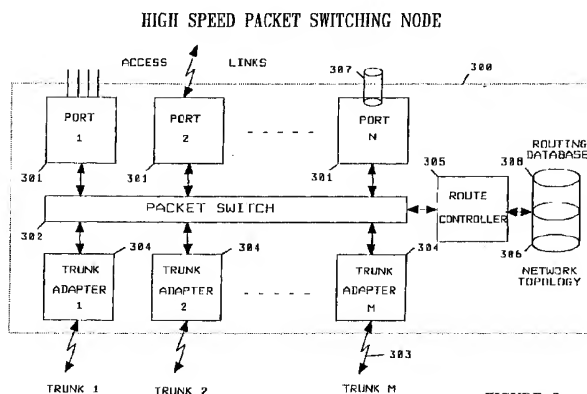 HIGH SPEED PACKET SWITCHING NODE
ACCESS LINKS
307
300
PORT 1
PORT 2
PORT N
ROUTING DATABASE
301
301
301
305
308
PACKET SWITCH
ROUTE CONTROLLER
302
304
304
304
306
TRUNK ADAPTER 1
TRUNK ADAPTER 2
TRUNK ADAPTER M
NETWORK TOPOLOGY
303
TRUNK 1
TRUNK 2
TRUNK M